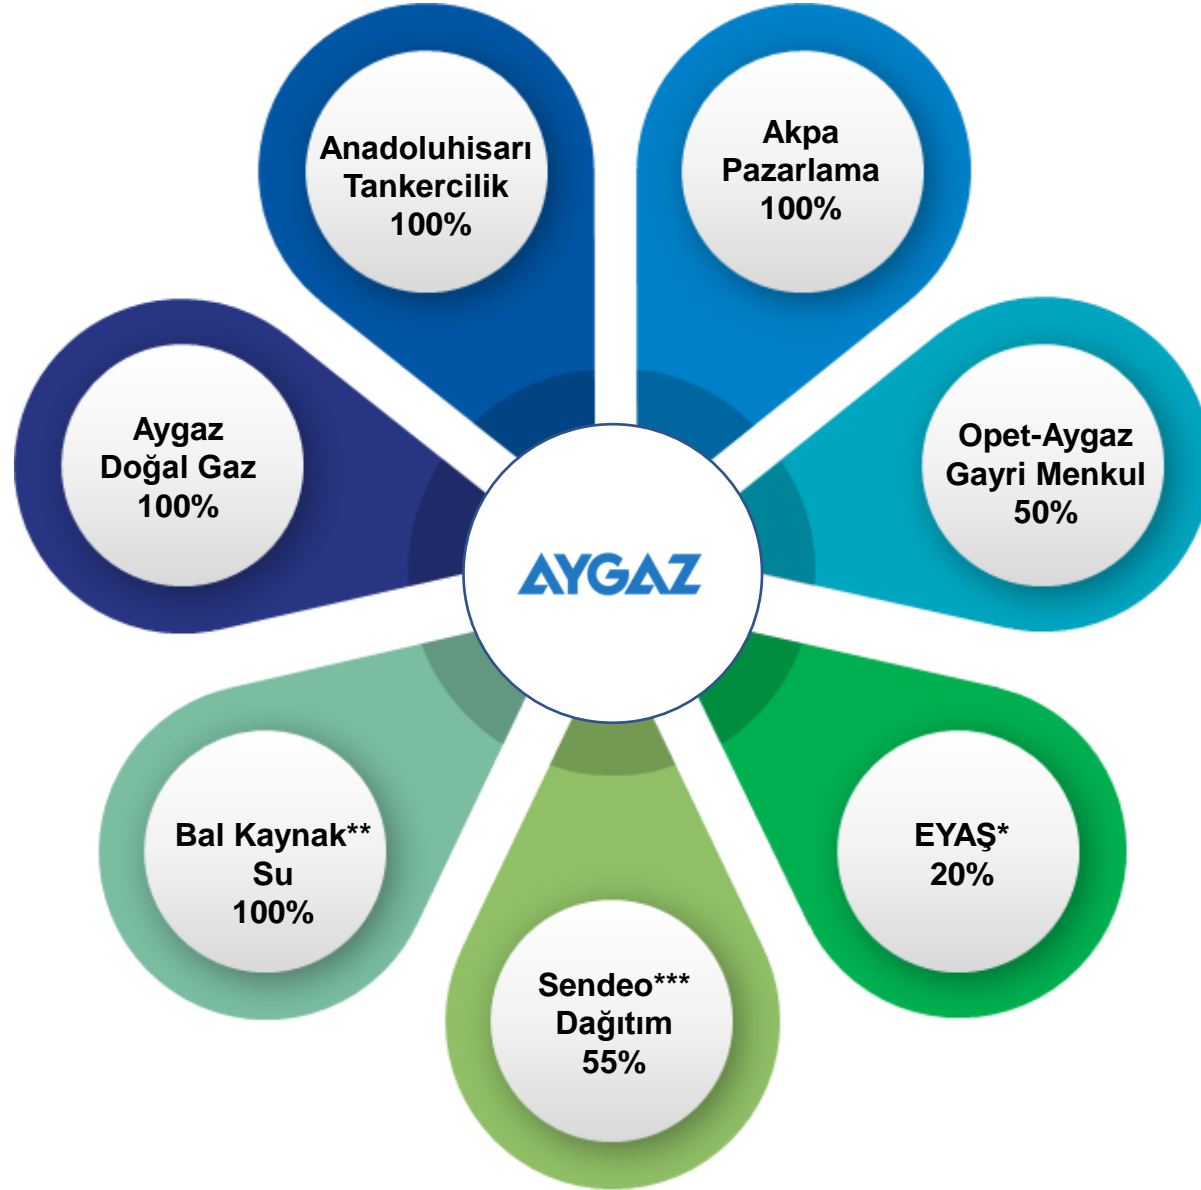 Anadoluhisarı
Tankercilik
100%
Akpa
Pazarlama
100%
Aygaz
Doğal Gaz
100%
Opet-Aygaz
Gayri Menkul
50%
AYGAZ
Bal Kaynak**
Su
100%
EYAŞ*
20%
Sendeo***
Dağıtım
55%